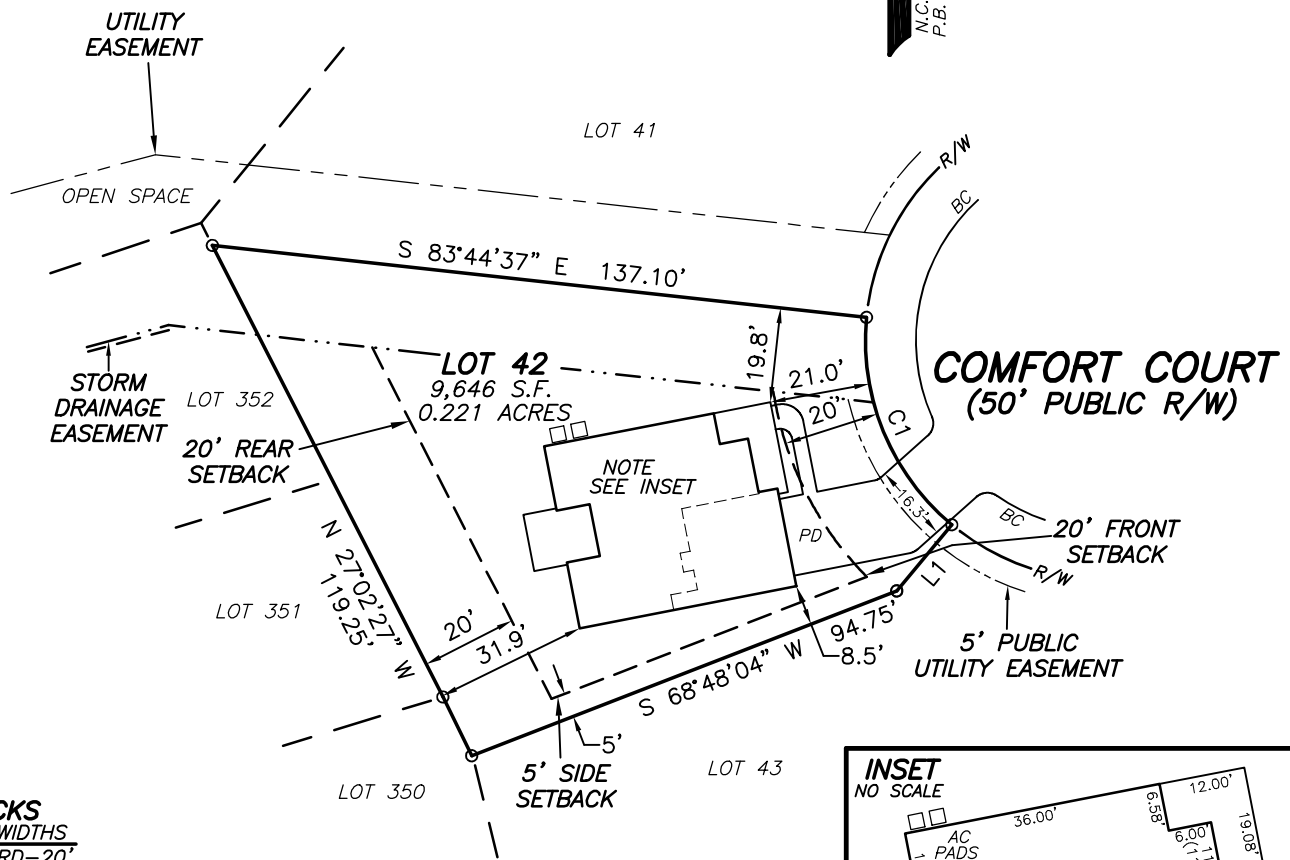 UTILITY
EASEMENT
N.C.
P.B.
LOT 41
R/W
BC
OPEN SPACE
S 83°44'37" E 137.10'
19.8'
COMFORT COURT
(50' PUBLIC R/W)
LOT 42
9,646 S.F.
0.221 ACRES
21.0'
20'
C1
STORM
DRAINAGE
EASEMENT
LOT 352
20' REAR
SETBACK
NOTE
SEE INSET
16.3'
BC
PD
20' FRONT
SETBACK
R/W
L1
N 27°02'27" W
119.25'
LOT 351
20'
31.9'
94.75'
8.5'
S 68°48'04" W
5' PUBLIC
UTILITY EASEMENT
5'
5' SIDE
SETBACK
LOT 43
LOT 350
INSET
NO SCALE
12.00'
36.00'
6.58'
19.08'
6.00'
AC
PADS
CKS
WIDTHS
RD-20'